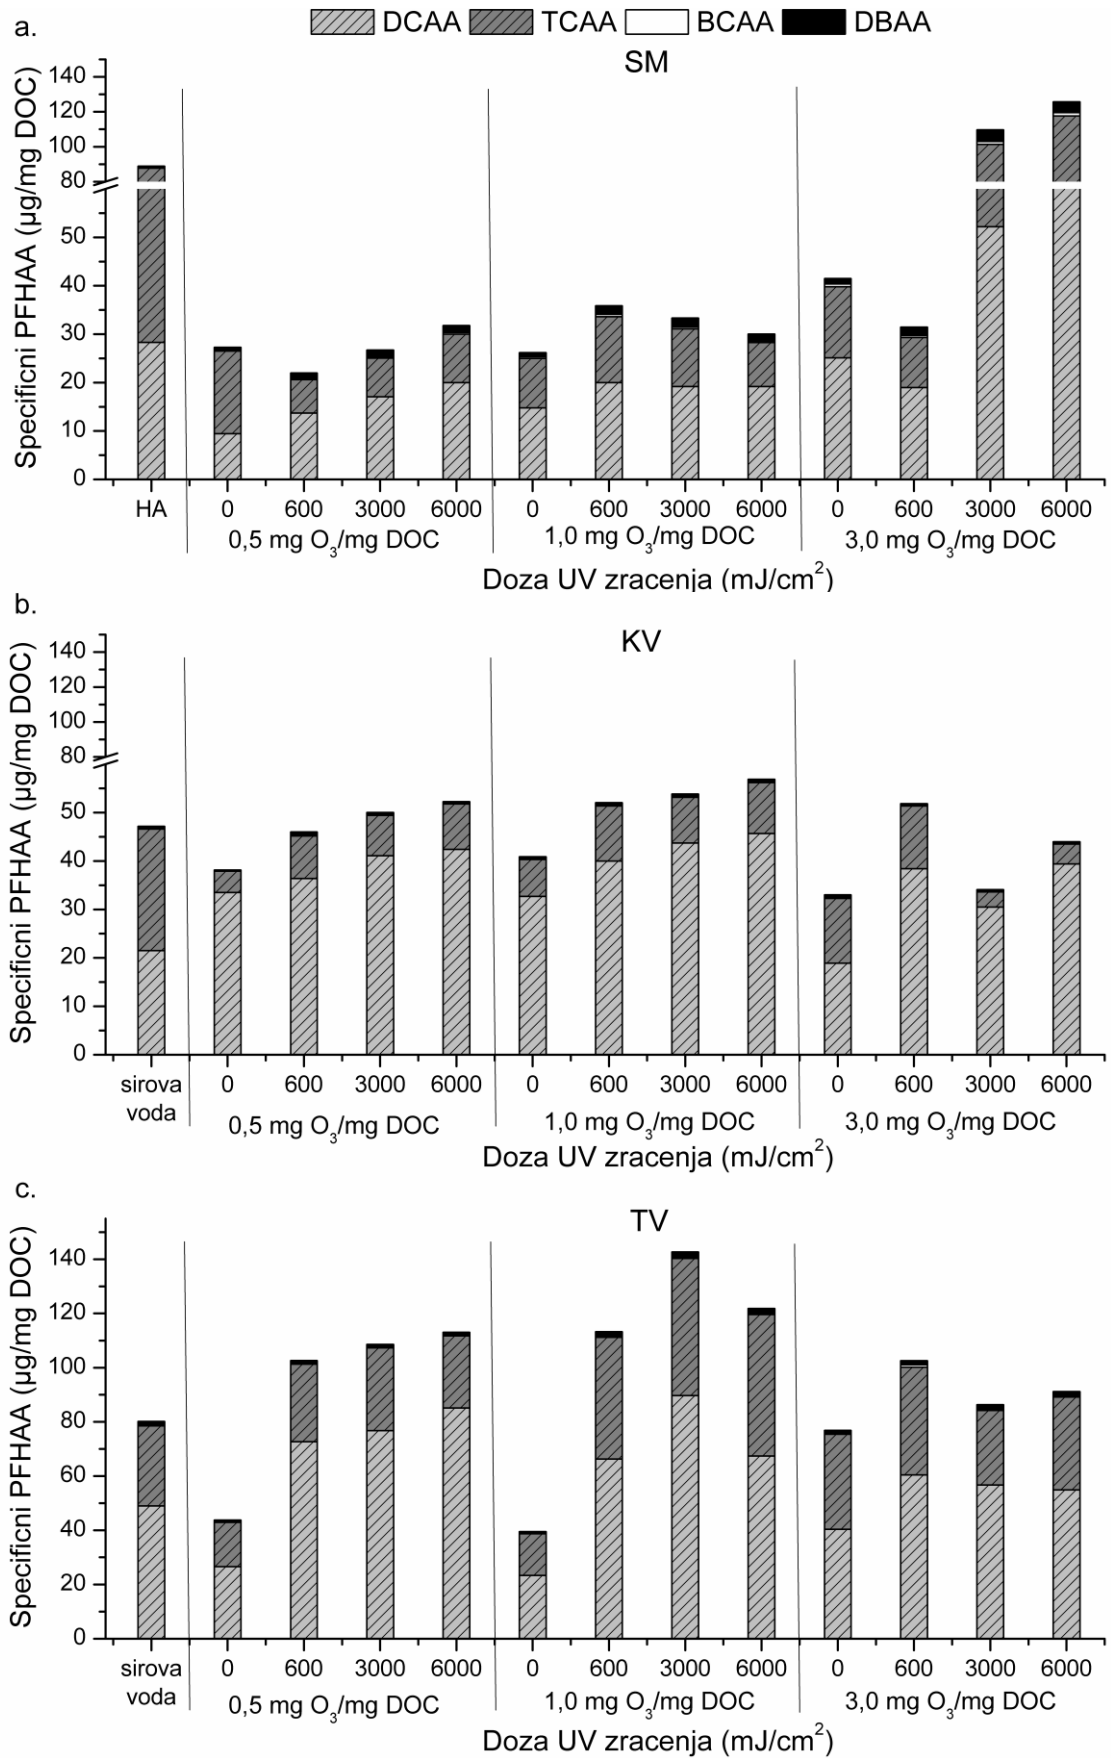 a.
DCAA TCAA BCAA DBAA
SM
Specificni PFHAA (µg/mg DOC)
140
120
100
80
50
40
30
20
10
0
HA 0 600 3000 6000 0 600 3000 6000 0 600 3000 6000
0,5 mg O3/mg DOC 1,0 mg O3/mg DOC 3,0 mg O3/mg DOC
Doza UV zracenja (mJ/cm2)
b.
KV
Specificni PFHAA (µg/mg DOC)
140
120
100
80
50
40
30
20
10
0
sirova 0 600 3000 6000 0 600 3000 6000 0 600 3000 6000
voda 0,5 mg O3/mg DOC 1,0 mg O3/mg DOC 3,0 mg O3/mg DOC
Doza UV zracenja (mJ/cm2)
c.
TV
Specificni PFHAA (µg/mg DOC)
140
120
100
80
60
40
20
0
sirova 0 600 3000 6000 0 600 3000 6000 0 600 3000 6000
voda 0,5 mg O3/mg DOC 1,0 mg O3/mg DOC 3,0 mg O3/mg DOC
Doza UV zracenja (mJ/cm2)